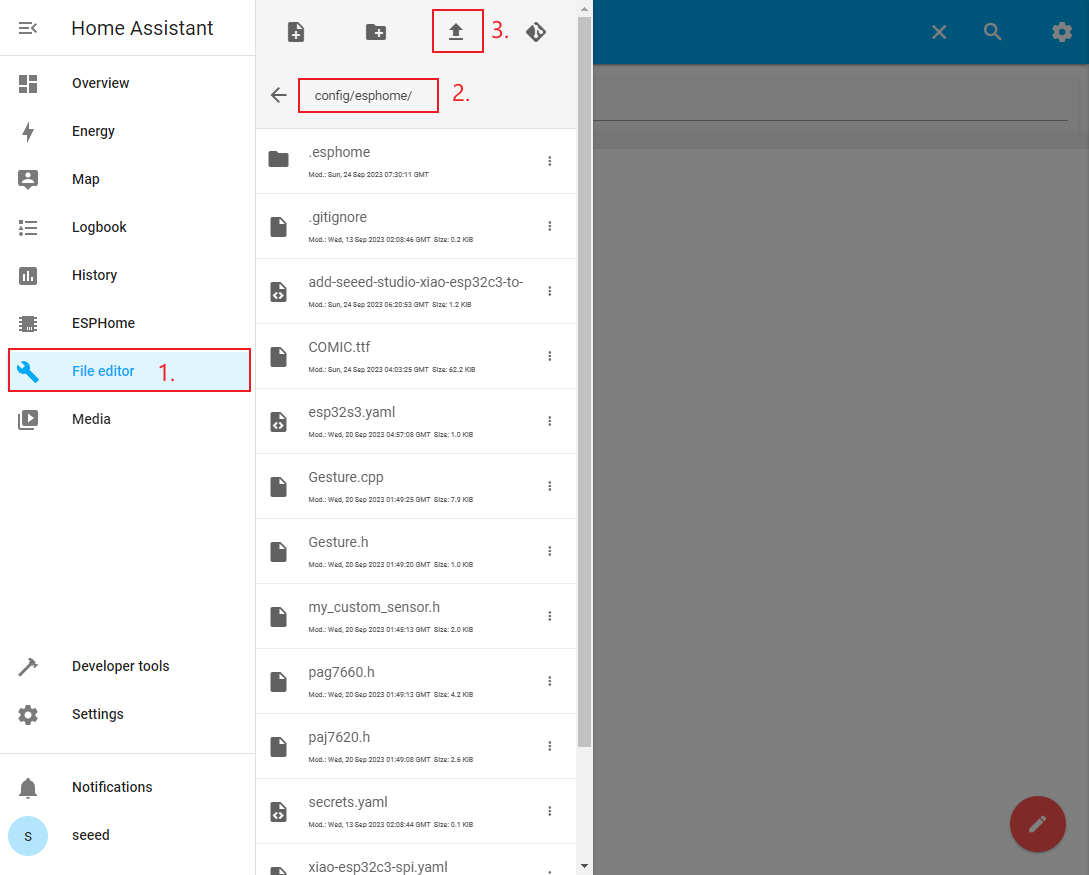 Home Assistant
Overview
Energy
Map
Logbook
History
ESPHome
File editor
1.
Media
Developer tools
Settings
Notifications
s
seeed
3.
config/esphome/
2.
.esphome
Mod.: Sun, 24 Sep 2023 07:30:11 GMT
.gitignore
Mod.: Wed, 13 Sep 2023 02:08:46 GMT Size: 0.2 KiB
add-seeed-studio-xiao-esp32c3-to-
Mod.: Sun, 24 Sep 2023 06:20:53 GMT Size: 1.2 KiB
COMIC.ttf
Mod.: Sun, 24 Sep 2023 04:03:25 GMT Size: 62.2 KiB
esp32s3.yaml
Mod.: Wed, 20 Sep 2023 04:57:08 GMT Size: 1.0 KiB
Gesture.cpp
Mod.: Wed, 20 Sep 2023 01:49:25 GMT Size: 7.9 KiB
Gesture.h
Mod.: Wed, 20 Sep 2023 01:49:20 GMT Size: 1.0 KiB
my_custom_sensor.h
Mod.: Wed, 20 Sep 2023 01:45:13 GMT Size: 2.0 KiB
pag7660.h
Mod.: Wed, 20 Sep 2023 01:49:13 GMT Size: 4.2 KiB
paj7620.h
Mod.: Wed, 20 Sep 2023 01:49:08 GMT Size: 2.6 KiB
secrets.yaml
Mod.: Wed, 13 Sep 2023 02:08:44 GMT Size: 0.1 KiB
xiao-esp32c3-spi.yaml